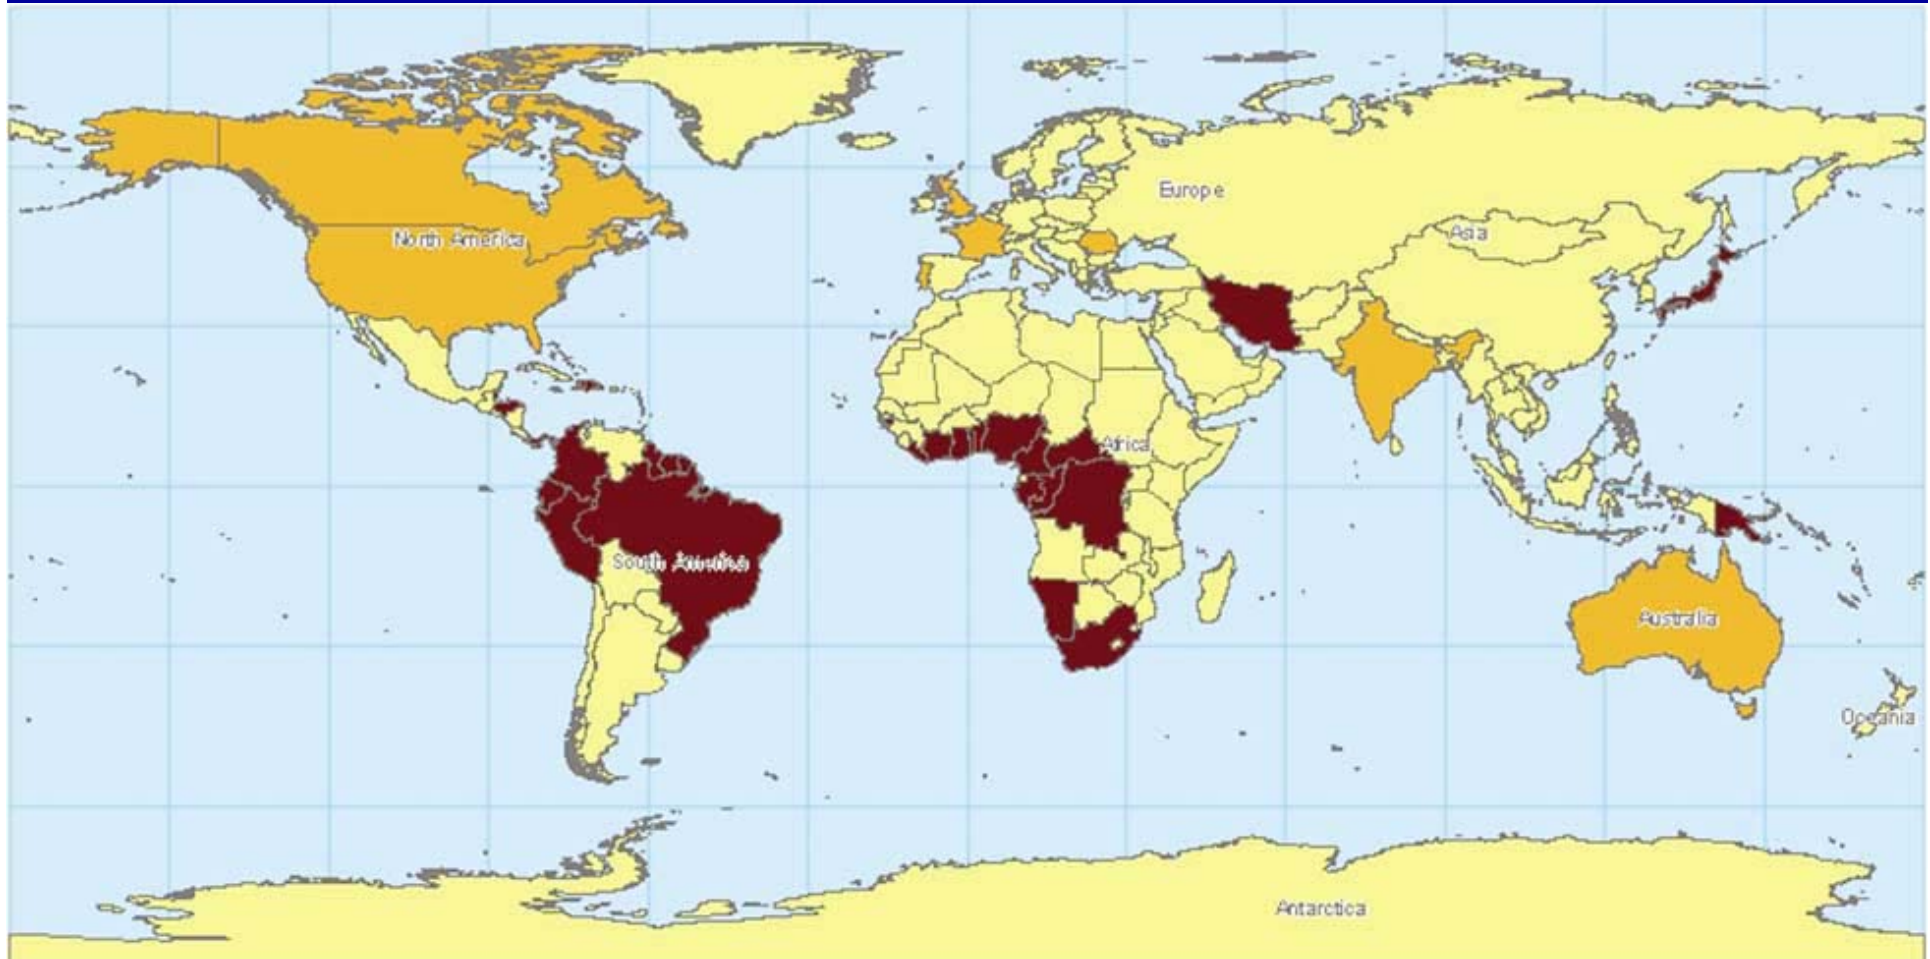 Europe
Asia
North America
Africa
South America
Australia
Oceania
Antarctica